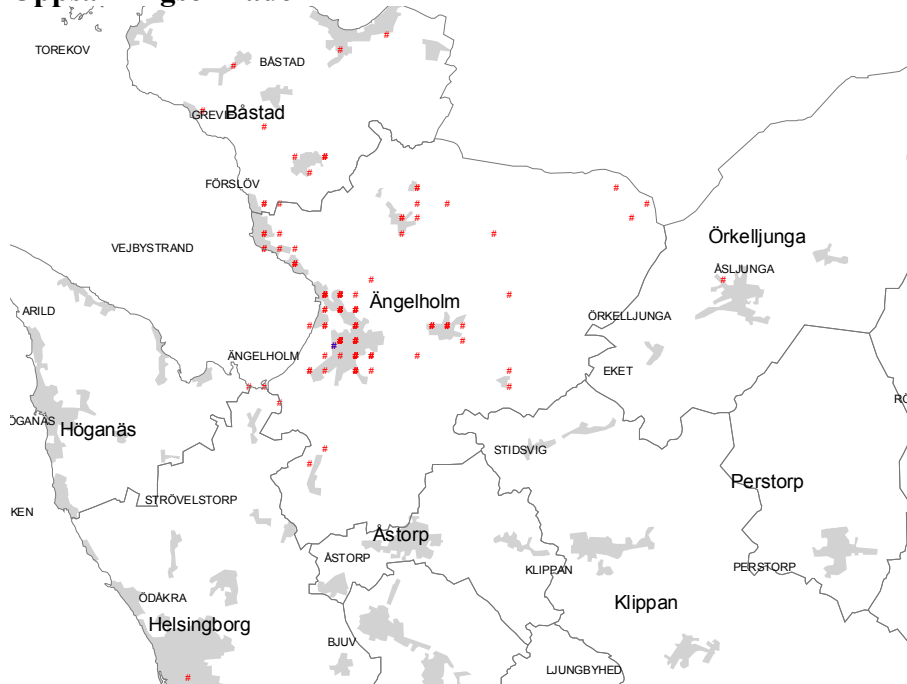 TOREKOV
BÅSTAD
Båstad
FÖRSLÖV
VEJBYSTRAND
Örkelljunga
ÅSLJUNGA
Ängelholm
ARILD
ÖRKELLJUNGA
ÄNGELHOLM
EKET
Höganäs
STIDSVIG
Perstorp
STRÖVELSTORP
KEN
Åstorp
ÅSTORP
KLIPPAN
PERSTORP
ÖDÅKRA
Klippan
Helsingborg
BJUV
LJUNGBYHED